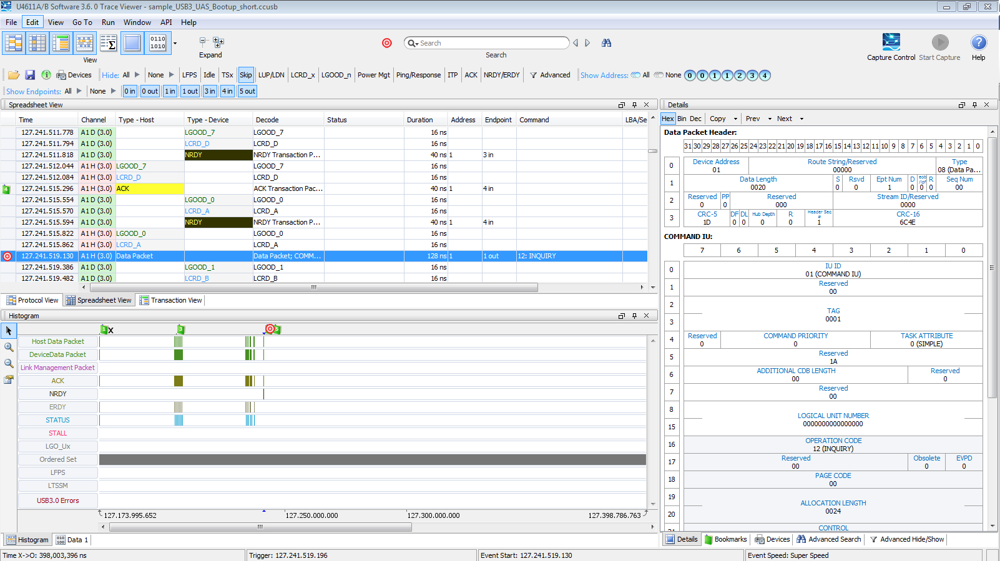 U4611A/B Software 3.6. 0 Trace Viewer - sample_USB3_UAS_Bootup_short.ccusb
File Edit View Go To Run Window API Help
0110 1010
View
Expand
Search
Search
Capture Control Start Capture Help
Devices Hide: All None LFPS Idle TSx Skip LUP/LDN LCRD_x LGOOD_n Power Mgt Ping/Response ITP ACK NRDY/ERDY Advanced Show Address: All None 0 0 1 1 2 3 4
Show Endpoints: All None 0 in 0 out 1 in 1 out 3 in 4 in 5 out
Spreadsheet View
Time Channel Type - Host Type - Device Decode Status Duration Address Endpoint Command LBA/Se
127.241.511.778 A1 D (3.0) LGOOD_7 LGOOD_7 16 ns
127.241.511.794 A1 D (3.0) LCRD_D LCRD_D 16 ns
127.241.511.818 A1 D (3.0) NRDY NRDY Transaction P... 40 ns 1 3 in
127.241.512.044 A1 H (3.0) LGOOD_7 LGOOD_7 16 ns
127.241.512.084 A1 H (3.0) LCRD_D LCRD_D 16 ns
4 127.241.515.296 A1 H (3.0) ACK ACK Transaction Pac... 40 ns 1 4 in
127.241.515.554 A1 D (3.0) LGOOD_0 LGOOD_0 16 ns
127.241.515.570 A1 D (3.0) LCRD_A LCRD_A 16 ns
127.241.515.594 A1 D (3.0) NRDY NRDY Transaction P... 40 ns 1 4 in
127.241.515.822 A1 H (3.0) LGOOD_0 LGOOD_0 16 ns
127.241.515.862 A1 H (3.0) LCRD_A LCRD_A 16 ns
127.241.519.130 A1 H (3.0) Data Packet Data Packet; COMM... 128 ns 1 1 out 12: INQUIRY
127.241.519.386 A1 D (3.0) LGOOD_1 LGOOD_1 16 ns
127.241.519.482 A1 D (3.0) LCRD_B LCRD_B 16 ns
Protocol View Spreadsheet View Transaction View
Histogram
1 X 3
Host Data Packet
DeviceData Packet
Link Management Packet
ACK
NRDY
ERDY
STATUS
STALL
LGO_Ux
Ordered Set
LFPS
LTSSM
USB3.0 Errors
127.173.995.652 127.250.000.000 127.300.000.000 127.398.786.763
Histogram 010 100 Data 1
Details
Hex Bin Dec Copy Prev Next
Data Packet Header:
31 30 29 28 27 26 25 24 23 22 21 20 19 18 17 16 15 14 13 12 11 10 9 8 7 6 5 4 3 2 1 0
0 Device Address Route String/Reserved Type
01 00000 08 (Data Pa...
1 Data Length S Rsvd Ept Num D eob /lpf R Seq Num
0020 0 0 1 0 0 0 00
2 Reserved PP Reserved Stream ID/Reserved
0 0 000 0000
3 CRC-5 DF DL Hub Depth R Header Seq # CRC-16
1D 0 0 0 0 1 6C4E
COMMAND IU:
7 6 5 4 3 2 1 0
0 IU ID
01 (COMMAND IU)
1 Reserved
00
2
TAG
0001
3
4 Reserved COMMAND PRIORITY TASK ATTRIBUTE
0 0 0 (SIMPLE)
5 Reserved
1A
6 ADDITIONAL CDB LENGTH Reserved
00 0
7 Reserved
00
8
LOGICAL UNIT NUMBER
0000000000000000
15
16 OPERATION CODE
12 (INQUIRY)
17 Reserved Obsolete EVPD
00 0 0
18 PAGE CODE
00
19
ALLOCATION LENGTH
0024
20
CONTROL
Details Bookmarks Devices Advanced Search Advanced Hide/Show
Time X->O: 398,003,396 ns Trigger: 127.241.519.196 Event Start: 127.241.519.130 Event Speed: Super Speed